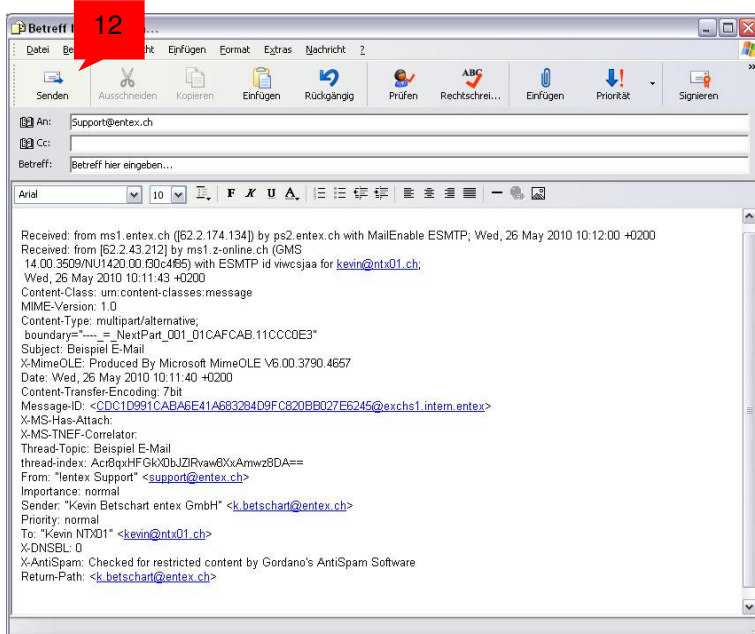 Betreff
12
Datei Be ht Einfügen Format Extras Nachricht ?
Senden Ausschneiden Kopieren Einfügen Rückgängig Prüfen Rechtschrei... Einfügen Priorität Signieren
An: Support@entex.ch
Cc:
Betreff: Betreff hier eingeben...
Arial 10 F K U A
Received: from ms1.entex.ch ([62.2.174.134]) by ps2.entex.ch with MailEnable ESMTP; Wed, 26 May 2010 10:12:00 +0200
Received: from [62.2.43.212] by ms1.z-online.ch (GMS
14.00.3509/NU1420.00.f30c4f85) with ESMTP id viwcsjaa for kevin@ntx01.ch;
Wed, 26 May 2010 10:11:43 +0200
Content-Class: urn:content-classes:message
MIME-Version: 1.0
Content-Type: multipart/alternative;
boundary="----_=_NextPart_001_01CAFCAB.11CCC0E3"
Subject: Beispiel E-Mail
X-MimeOLE: Produced By Microsoft MimeOLE V6.00.3790.4657
Date: Wed, 26 May 2010 10:11:40 +0200
Content-Transfer-Encoding: 7bit
Message-ID: <CDC1D991CABA6E41A683284D9FC820BB027E6245@exchs1.intern.entex>
X-MS-Has-Attach:
X-MS-TNEF-Correlator:
Thread-Topic: Beispiel E-Mail
thread-index: Acr8qxHFGkX0bJZlRvaw8XxAmwz8DA==
From: "Ientex Support" <support@entex.ch>
Importance: normal
Sender: "Kevin Betschart entex GmbH" <k.betschart@entex.ch>
Priority: normal
To: "Kevin NTX01" <kevin@ntx01.ch>
X-DNSBL: 0
X-AntiSpam: Checked for restricted content by Gordano's AntiSpam Software
Return-Path: <k.betschart@entex.ch>